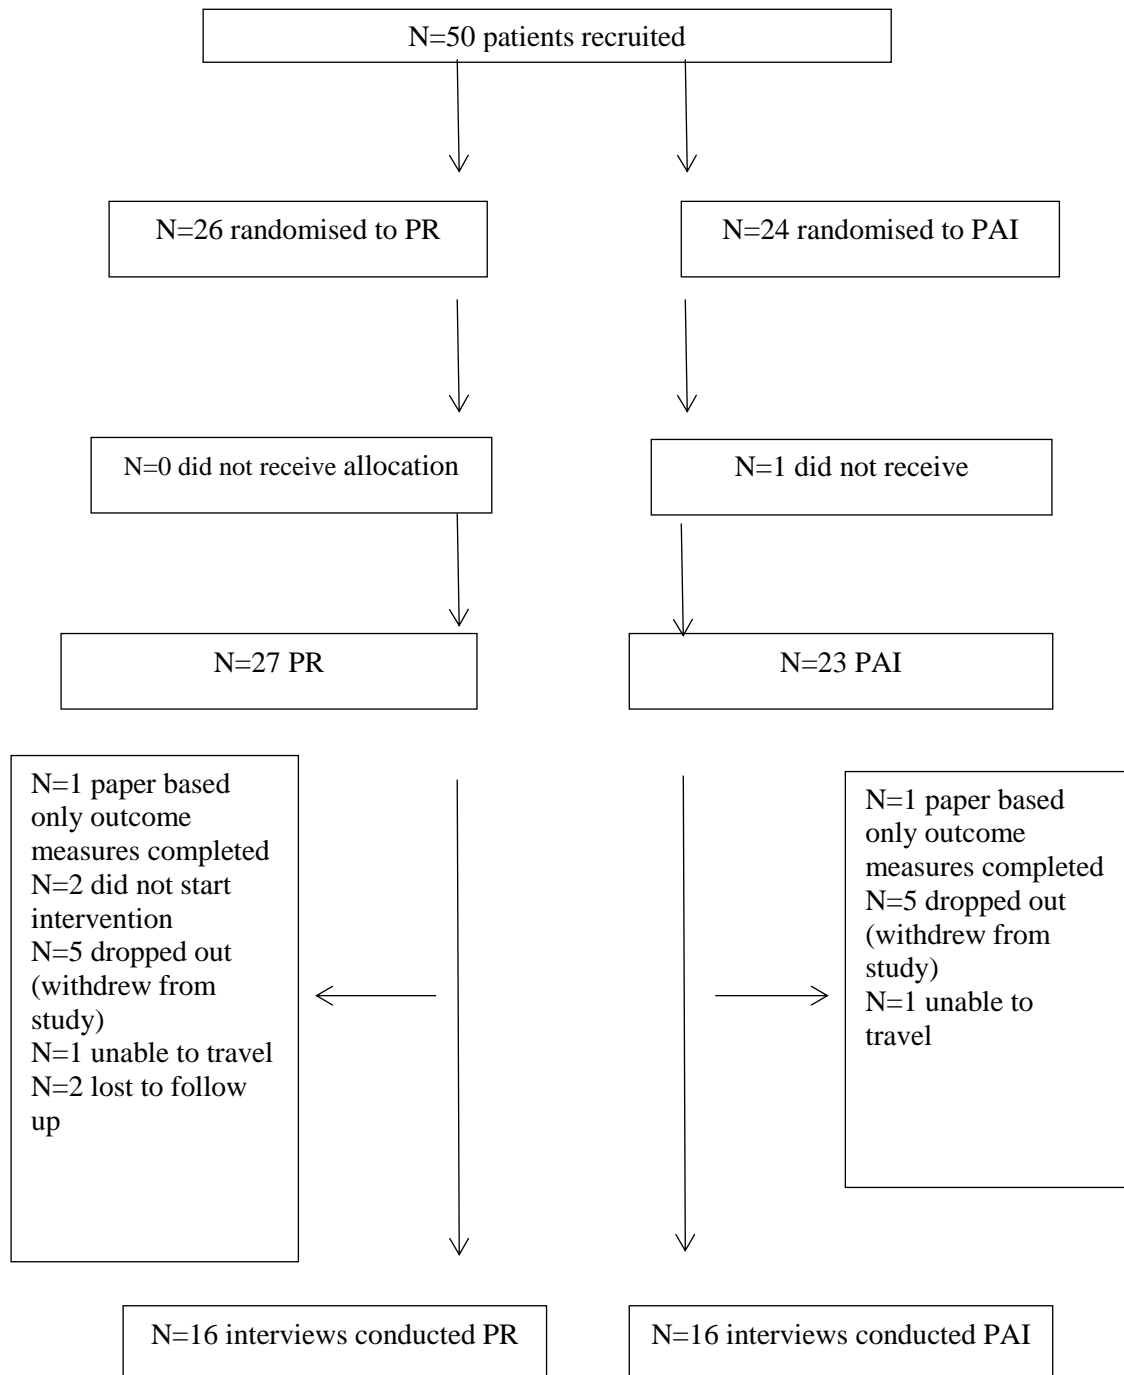 N=50 patients recruited
N=26 randomised to PR
N=24 randomised to PAI
N=0 did not receive allocation
N=1 did not receive
N=27 PR
N=23 PAI
N=1 paper based
only outcome
measures completed
N=2 did not start
intervention
N=5 dropped out
(withdrew from
study)
N=1 unable to travel
N=2 lost to follow
up
N=1 paper based
only outcome
measures completed
N=5 dropped out
(withdrew from
study)
N=1 unable to
travel
N=16 interviews conducted PR
N=16 interviews conducted PAI